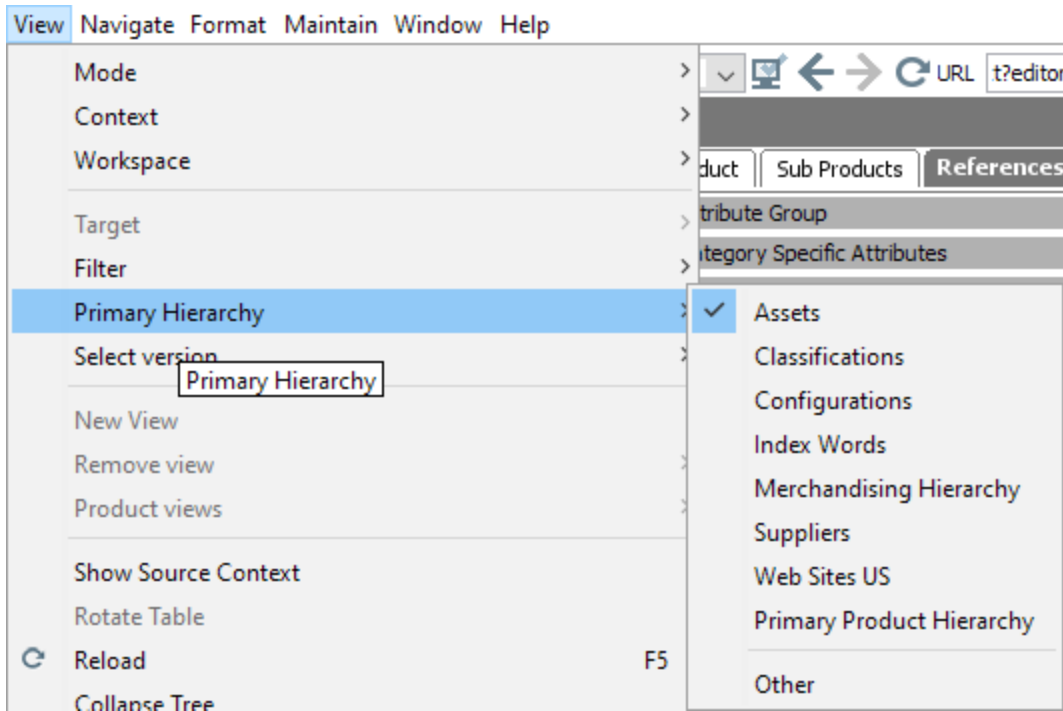 View Navigate Format Maintain Window Help
Mode
Context
Workspace
Target
Filter
Primary Hierarchy
Select version
Primary Hierarchy
New View
Remove view
Product views
Show Source Context
Rotate Table
Reload F5
Collapse Tree
URL t?editor
duct Sub Products References
tribute Group
tegory Specific Attributes
Assets
Classifications
Configurations
Index Words
Merchandising Hierarchy
Suppliers
Web Sites US
Primary Product Hierarchy
Other